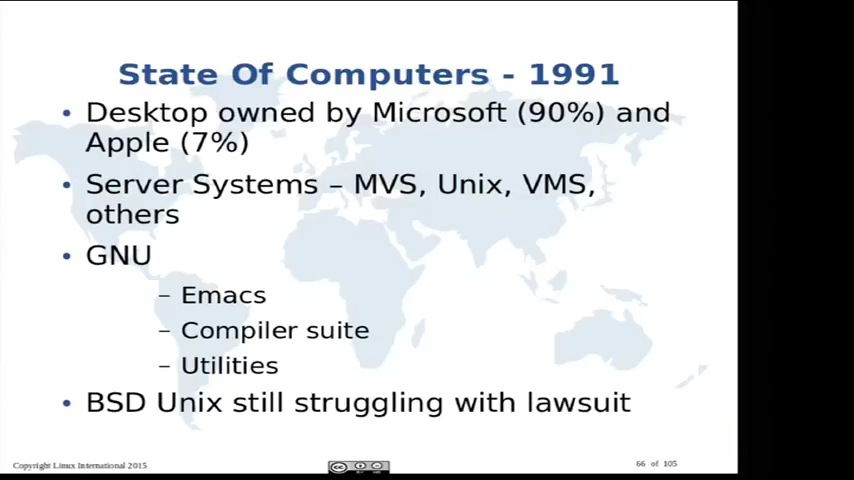 State Of Computers - 1991
• Desktop owned by Microsoft (90%) and
Apple (7%)
• Server Systems – MVS, Unix, VMS,
others
• GNU
– Emacs
– Compiler suite
– Utilities
• BSD Unix still struggling with lawsuit
Copyright Linux International 2015
66 of 105